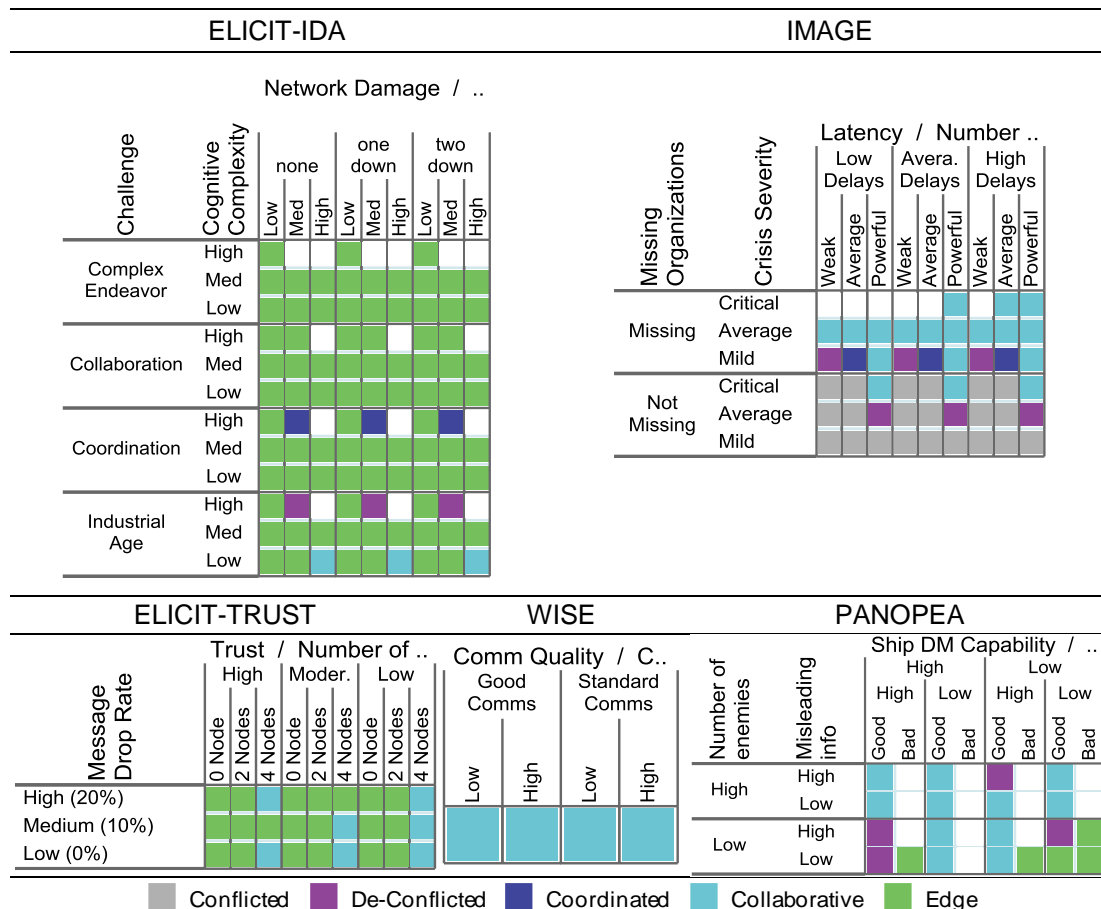 ELICIT-IDA
IMAGE
Network Damage / ..
Challenge
Cognitive
Complexity
none
one
down
two
down
Low
Med
High
Low
Med
High
Low
Med
High
Complex
Endeavor
High
Med
Low
Collaboration
High
Med
Low
Coordination
High
Med
Low
Industrial
Age
High
Med
Low
Latency / Number ..
Missing
Organizations
Crisis Severity
Low
Delays
Avera.
Delays
High
Delays
Weak
Average
Powerful
Weak
Average
Powerful
Weak
Average
Powerful
Missing
Critical
Average
Mild
Not
Missing
Critical
Average
Mild
ELICIT-TRUST
WISE
PANOPEA
Trust / Number of ..
Message
Drop Rate
High
Moder.
Low
0 Node
2 Nodes
4 Nodes
0 Node
2 Nodes
4 Nodes
0 Node
2 Nodes
4 Nodes
High (20%)
Medium (10%)
Low (0%)
Comm Quality / C..
Good
Comms
Standard
Comms
Low
High
Low
High
Ship DM Capability / ..
Number of
enemies
Misleading
info
High
Low
High
Low
High
Low
Good
Bad
Good
Bad
Good
Bad
Good
Bad
High
High
Low
Low
High
Low
Conflicted
De-Conflicted
Coordinated
Collaborative
Edge